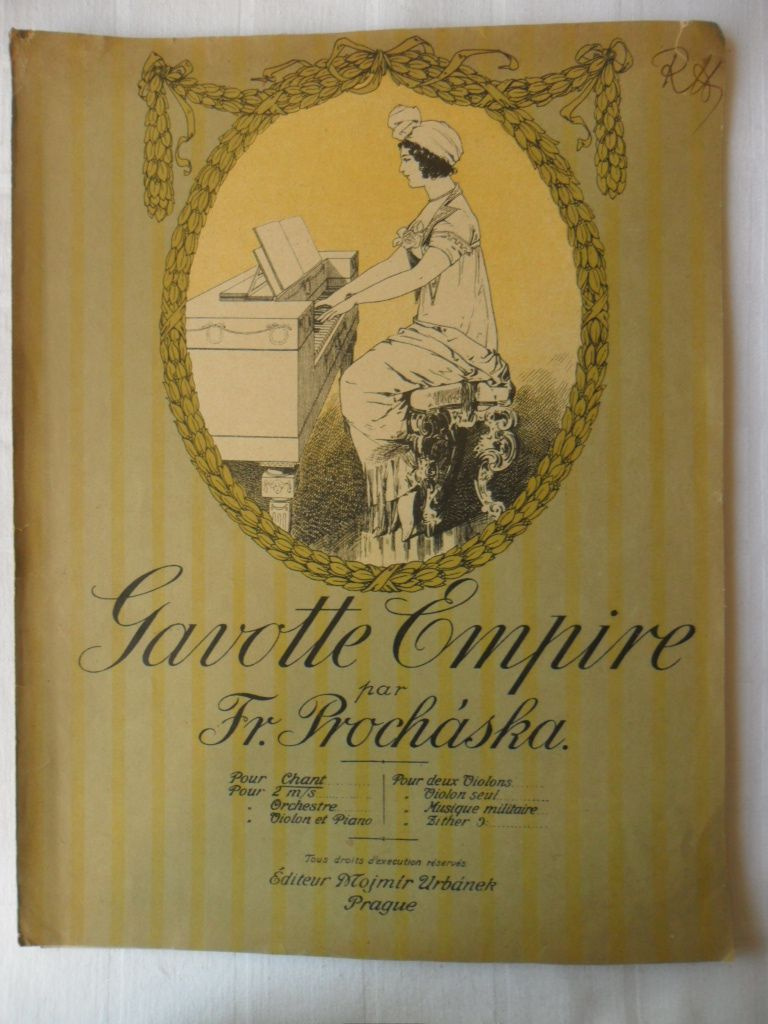 Gavotte Empire
par
Fr. Procháska.
Pour Chant
Pour 2 m/s
" Orchestre
" Violon et Piano
Pour deux Violons
" Violon seul
" Musique militaire
" Zither
Tous droits d'execution réservés
Éditeur Mojmír Urbánek
Prague